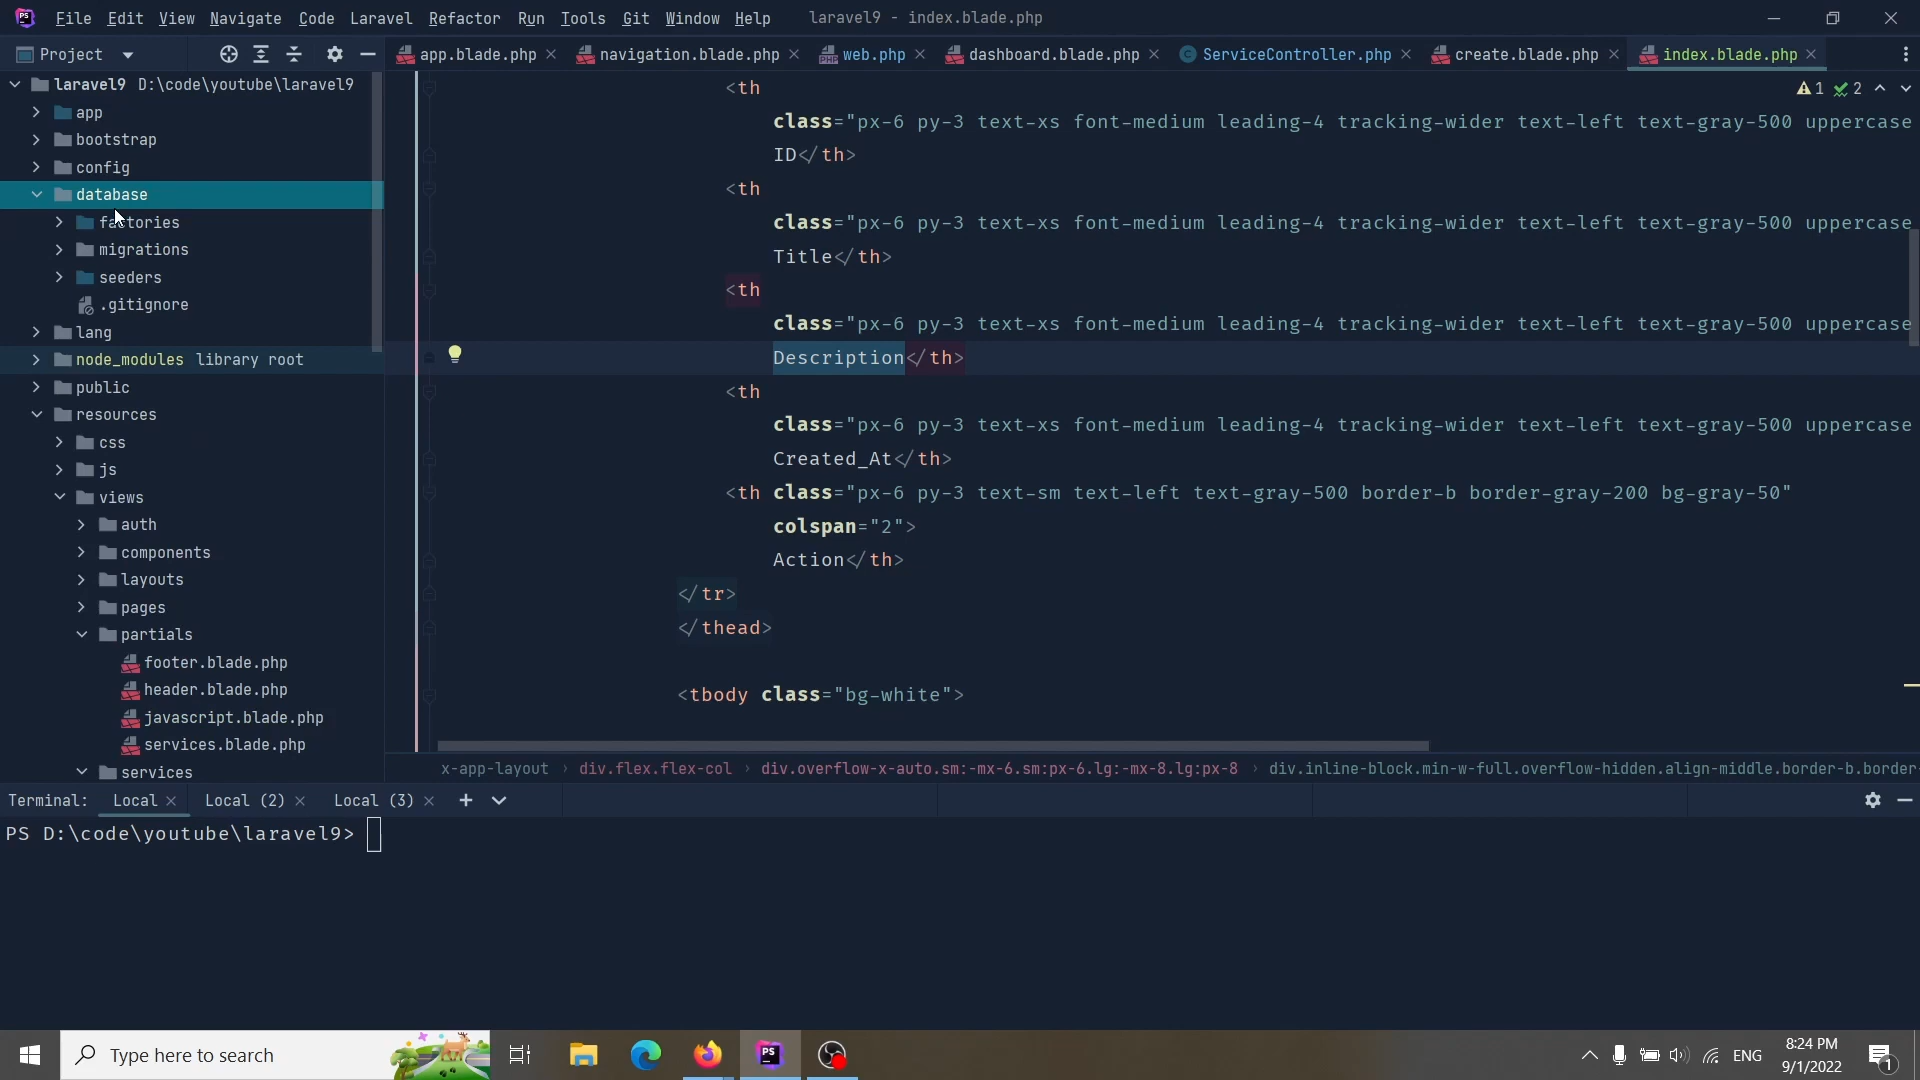 PS File Edit View Navigate Code Laravel Refactor Run Tools Git Window Help laravel9 - index.blade.php
Project app.blade.php navigation.blade.php web.php dashboard.blade.php ServiceController.php create.blade.php index.blade.php
laravel9 D:\code\youtube\laravel9
app
bootstrap
config
database
factories
migrations
seeders
.gitignore
lang
node_modules library root
public
resources
css
js
views
auth
components
layouts
pages
partials
footer.blade.php
header.blade.php
javascript.blade.php
services.blade.php
services
1 2
<th
class="px-6 py-3 text-xs font-medium leading-4 tracking-wider text-left text-gray-500 uppercase
ID</th>
<th
class="px-6 py-3 text-xs font-medium leading-4 tracking-wider text-left text-gray-500 uppercase
Title</th>
<th
class="px-6 py-3 text-xs font-medium leading-4 tracking-wider text-left text-gray-500 uppercase
Description</th>
<th
class="px-6 py-3 text-xs font-medium leading-4 tracking-wider text-left text-gray-500 uppercase
Created_At</th>
<th class="px-6 py-3 text-sm text-left text-gray-500 border-b border-gray-200 bg-gray-50"
colspan="2">
Action</th>
</tr>
</thead>
<tbody class="bg-white">
x-app-layout › div.flex.flex-col › div.overflow-x-auto.sm:-mx-6.sm:px-6.lg:-mx-8.lg:px-8 › div.inline-block.min-w-full.overflow-hidden.align-middle.border-b.border-
Terminal: Local Local (2) Local (3)
PS D:\code\youtube\laravel9>
Type here to search
PS
ENG
8:24 PM
9/1/2022
1